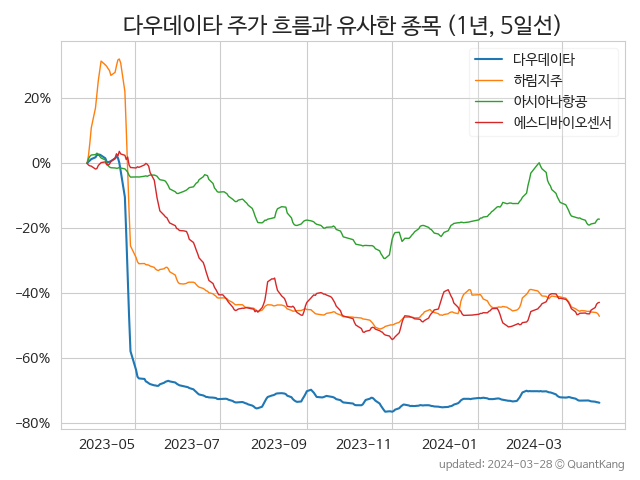 다우데이타 주가 흐름과 유사한 종목 (1년, 5일선)
다우데이타
하림지주
아시아나항공
에스디바이오센서
20%
0%
−20%
−40%
−60%
−80%
2023-05 2023-07 2023-09 2023-11 2024-01 2024-03
updated: 2024-03-28 © QuantKang